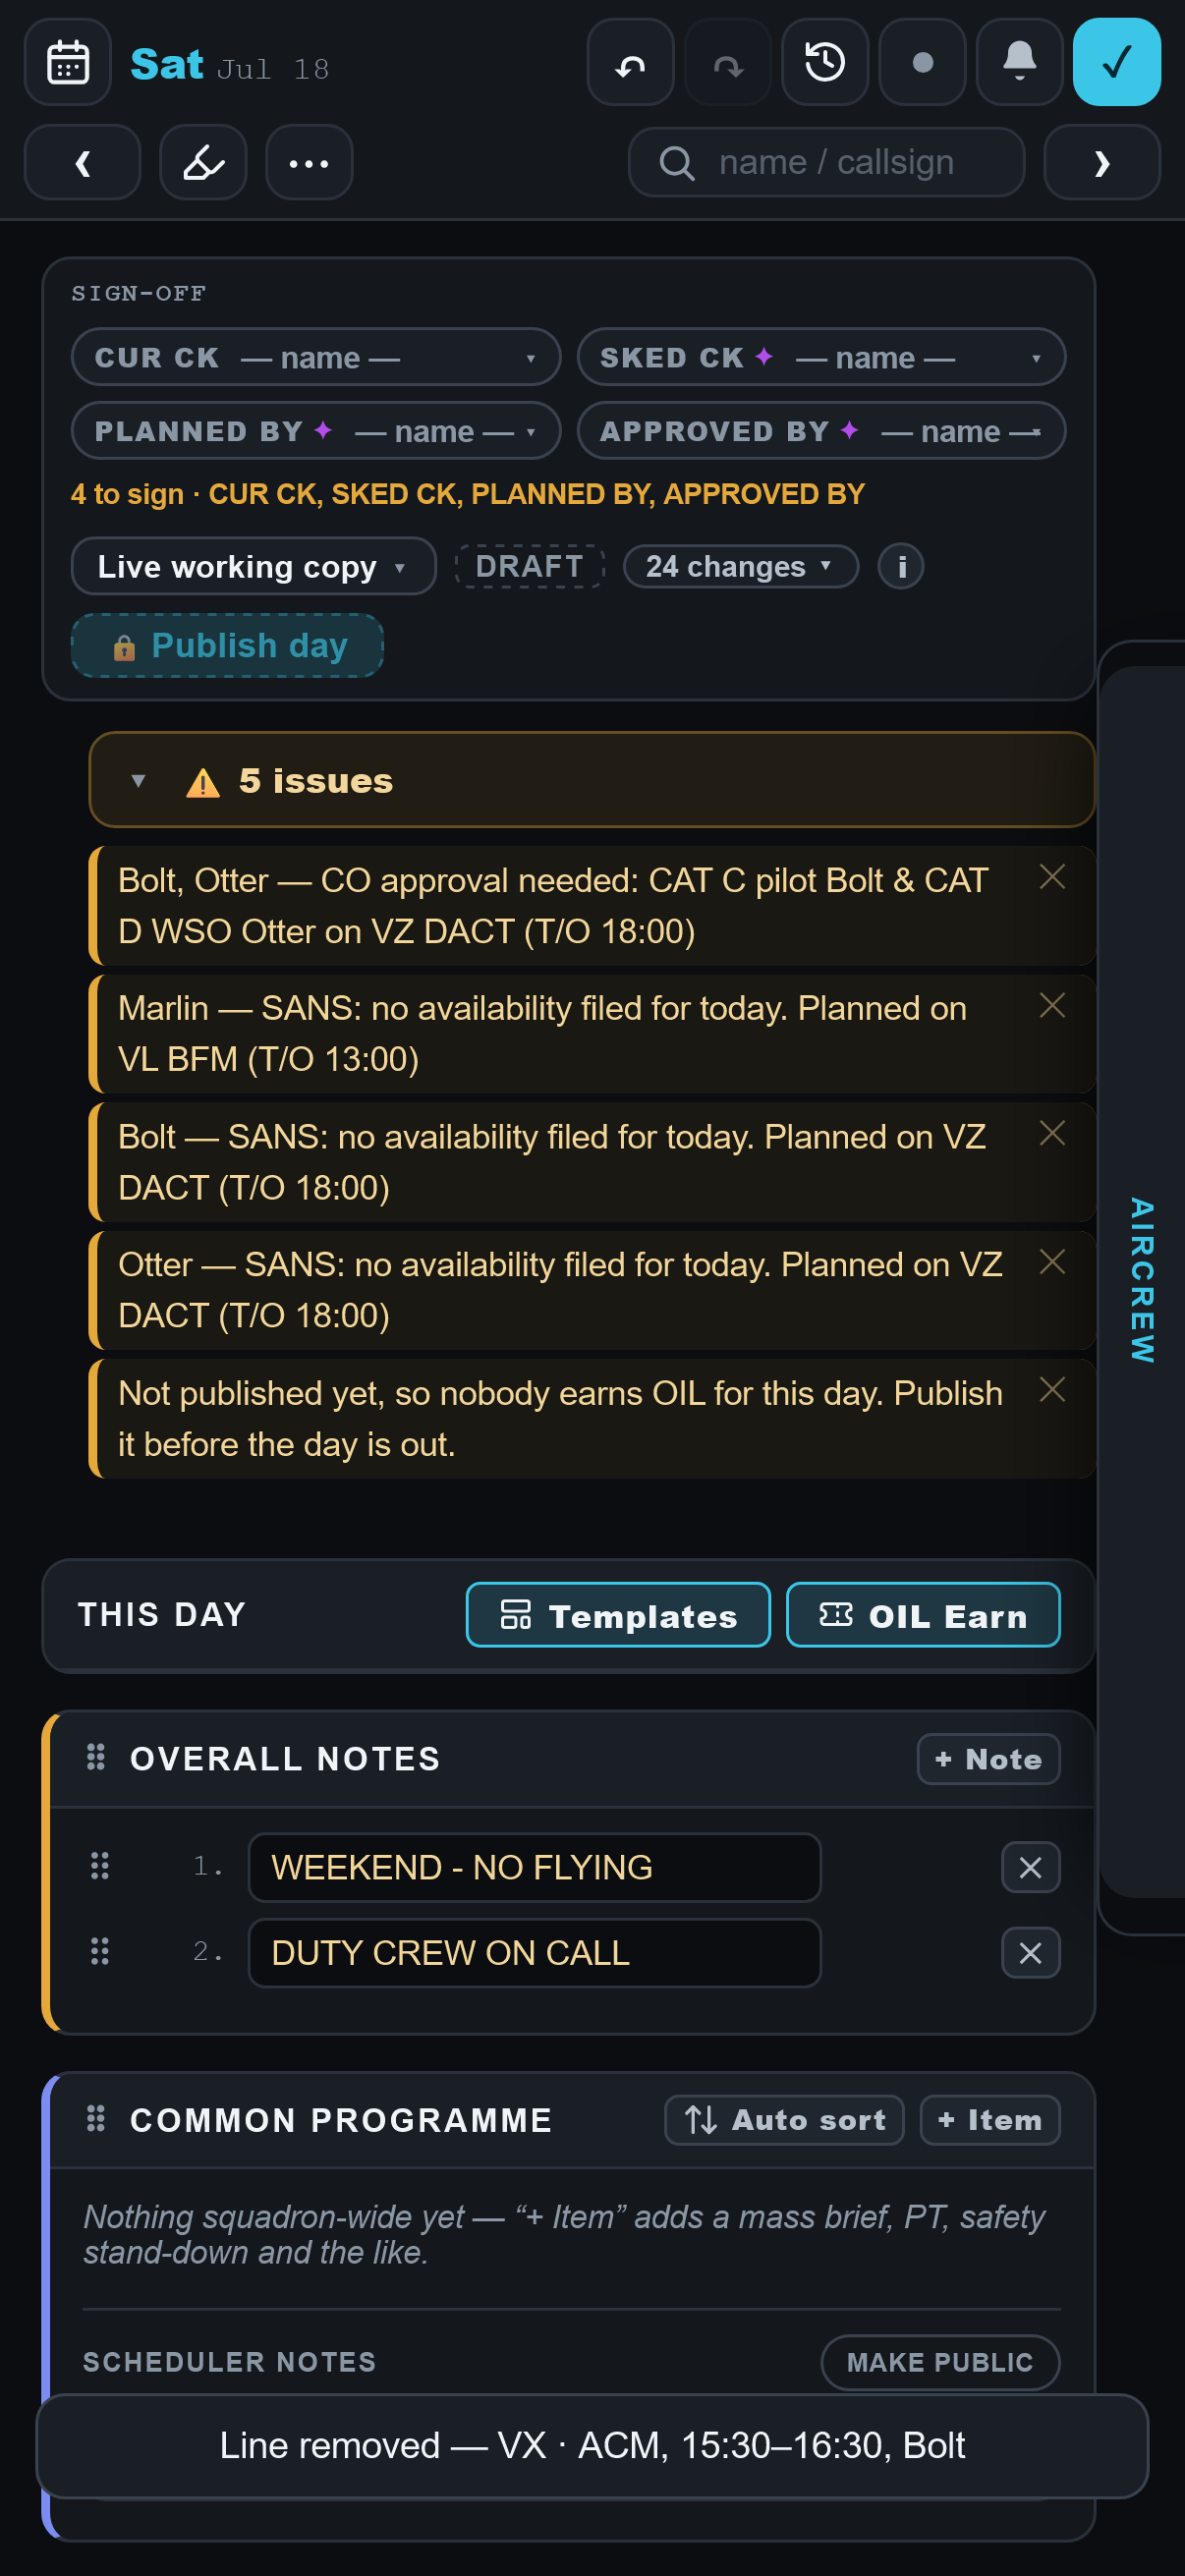 Sat Jul 18
name / callsign
SIGN-OFF
CUR CK — name —
SKED CK — name —
PLANNED BY — name —
APPROVED BY — name —
4 to sign · CUR CK, SKED CK, PLANNED BY, APPROVED BY
Live working copy DRAFT 24 changes i
Publish day
5 issues
Bolt, Otter — CO approval needed: CAT C pilot Bolt & CAT
D WSO Otter on VZ DACT (T/O 18:00)
Marlin — SANS: no availability filed for today. Planned on
VL BFM (T/O 13:00)
Bolt — SANS: no availability filed for today. Planned on VZ
DACT (T/O 18:00)
Otter — SANS: no availability filed for today. Planned on VZ
DACT (T/O 18:00)
Not published yet, so nobody earns OIL for this day. Publish
it before the day is out.
AIRCREW
THIS DAY Templates OIL Earn
OVERALL NOTES + Note
1. WEEKEND - NO FLYING
2. DUTY CREW ON CALL
COMMON PROGRAMME Auto sort + Item
Nothing squadron-wide yet — “+ Item” adds a mass brief, PT, safety
stand-down and the like.
SCHEDULER NOTES MAKE PUBLIC
Line removed — VX · ACM, 15:30–16:30, Bolt